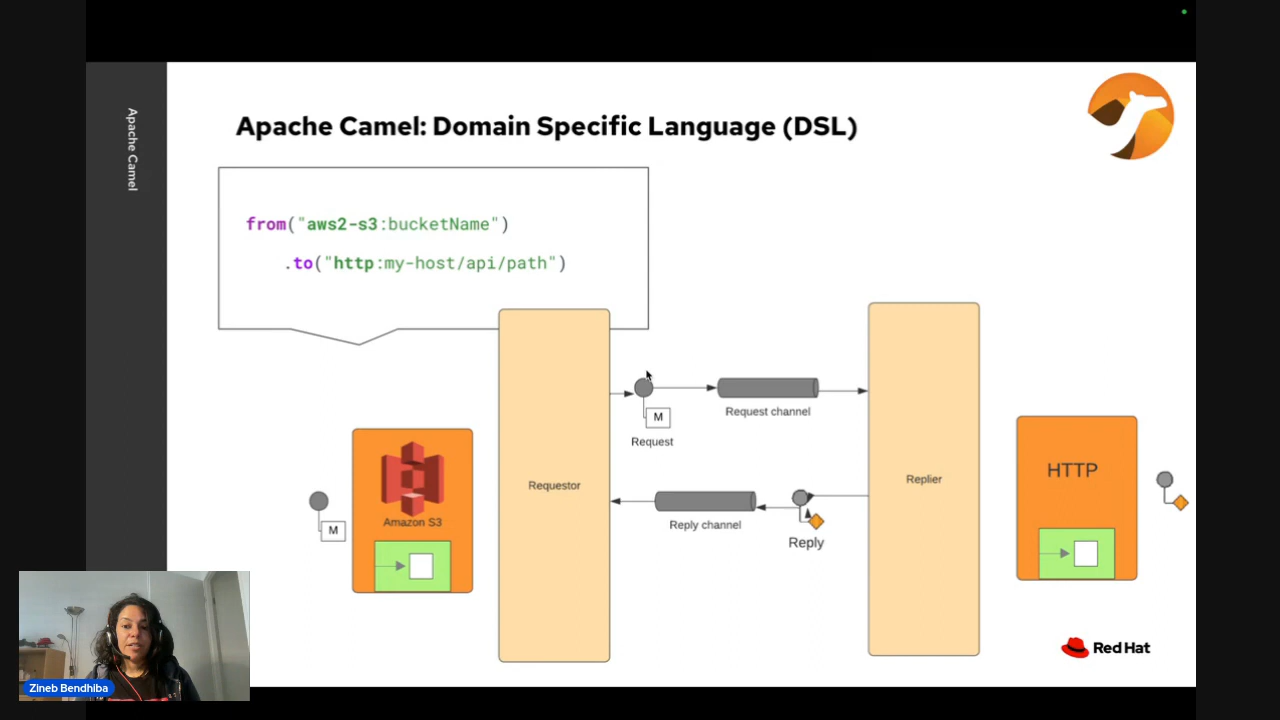 Apache Camel
Apache Camel: Domain Specific Language (DSL)
from("aws2-s3:bucketName")
.to("http:my-host/api/path")
M
Request
Request channel
Requestor
Replier
HTTP
Reply channel
Reply
M
Amazon S3
Red Hat
Zineb Bendhiba